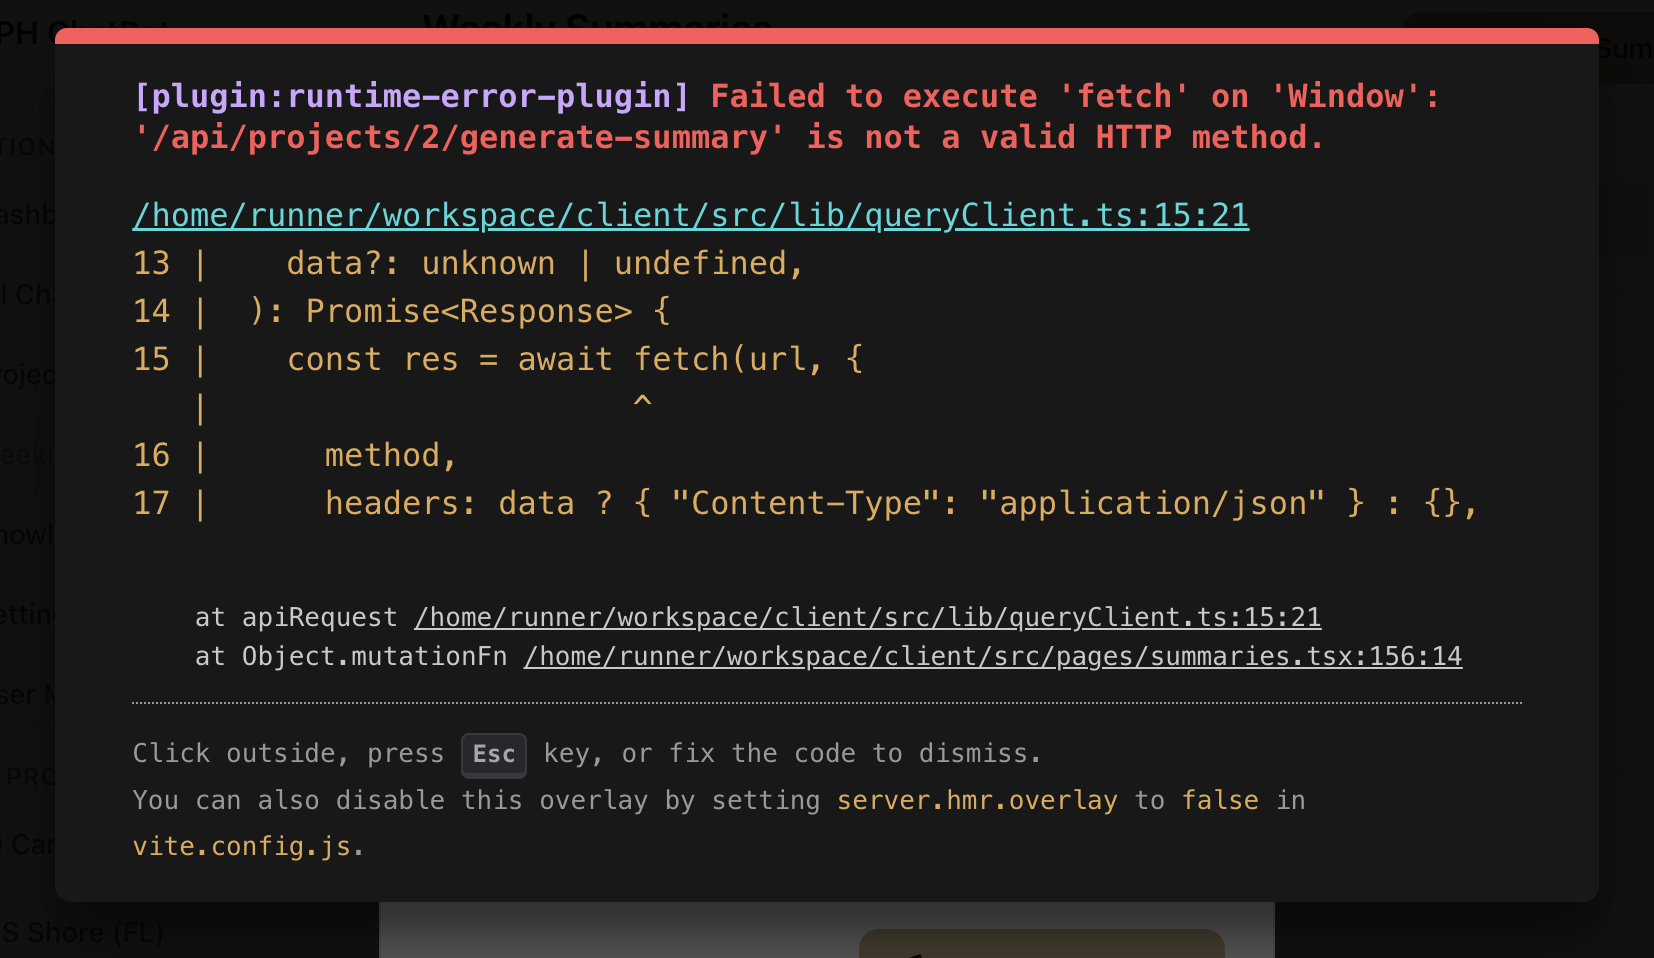 Weekly Summaries
[plugin:runtime-error-plugin] Failed to execute 'fetch' on 'Window':
'/api/projects/2/generate-summary' is not a valid HTTP method.
/home/runner/workspace/client/src/lib/queryClient.ts:15:21
13 |    data?: unknown | undefined,
14 |  ): Promise<Response> {
15 |    const res = await fetch(url, {
   |                      ^
16 |      method,
17 |      headers: data ? { "Content-Type": "application/json" } : {},
at apiRequest /home/runner/workspace/client/src/lib/queryClient.ts:15:21
at Object.mutationFn /home/runner/workspace/client/src/pages/summaries.tsx:156:14
Click outside, press Esc key, or fix the code to dismiss.
You can also disable this overlay by setting server.hmr.overlay to false in
vite.config.js.
S Shore (FL)